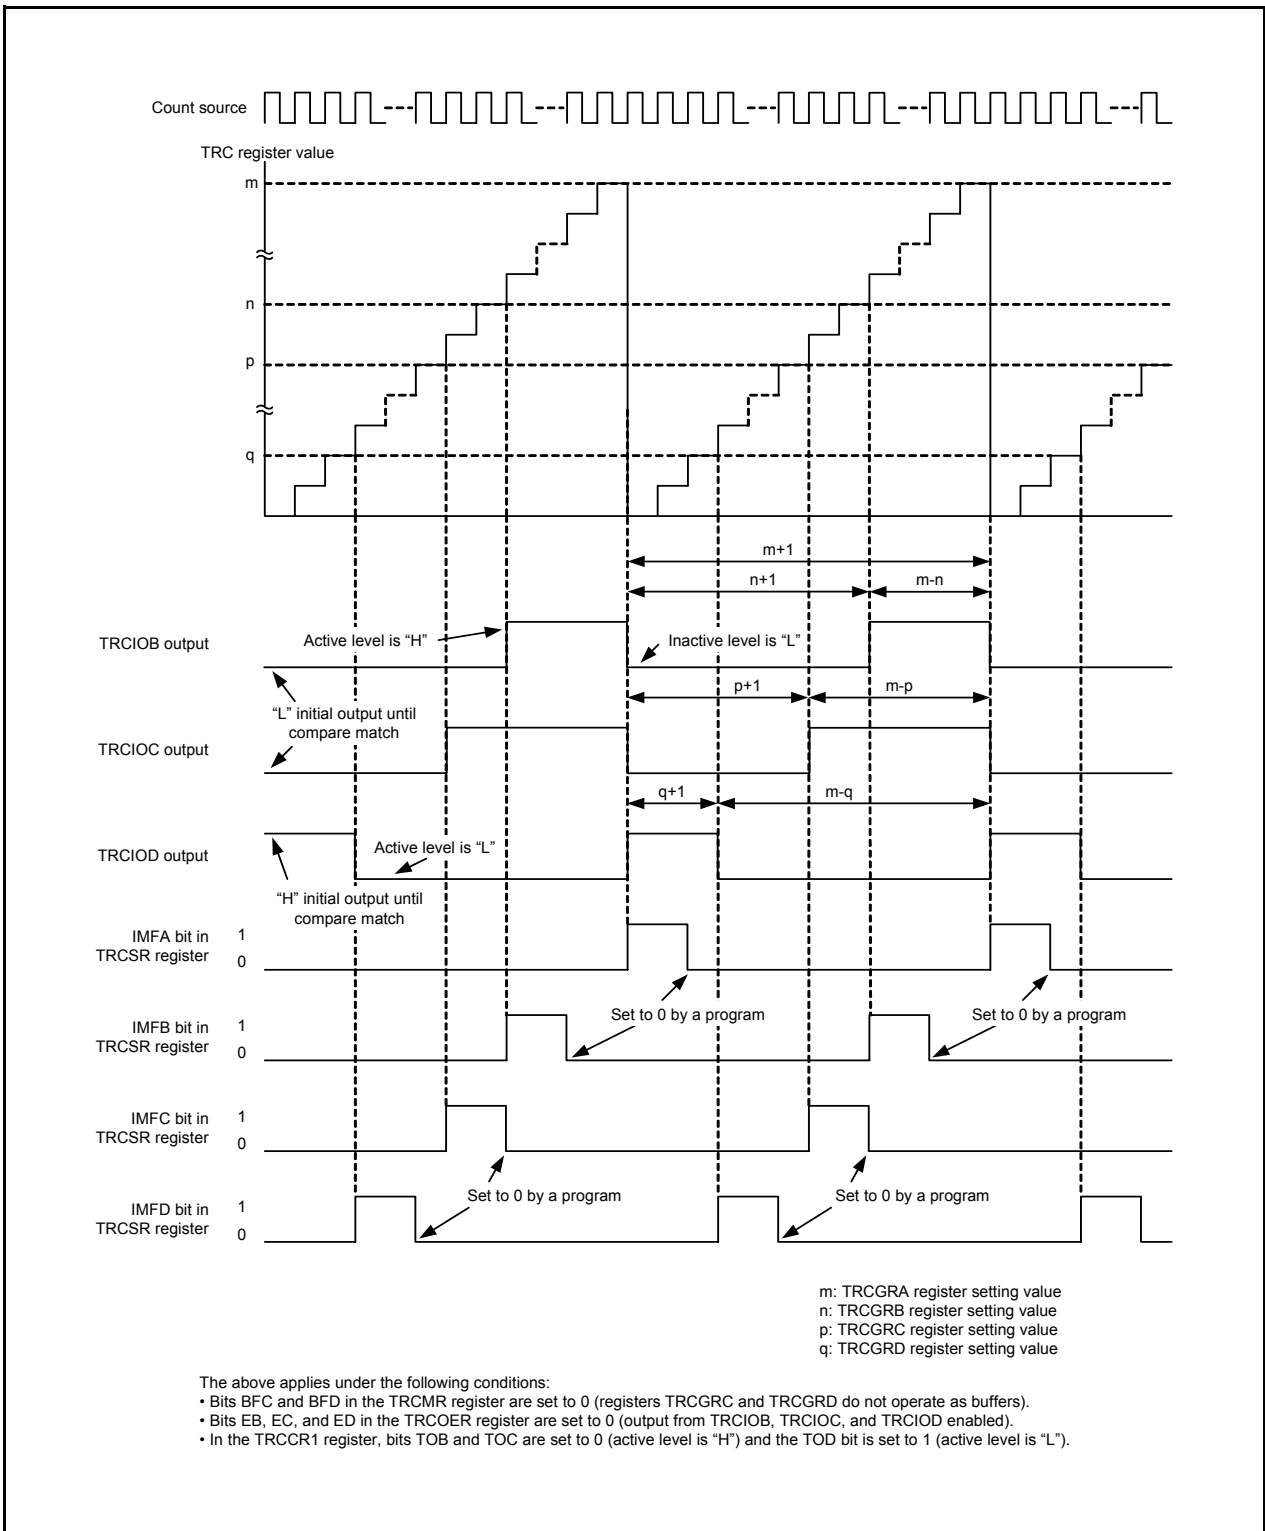 Count source
TRC register value
m
n
p
q
m+1
n+1
m-n
TRCIOB output
Active level is “H”
Inactive level is “L”
p+1
m-p
“L” initial output until
compare match
TRCIOC output
q+1
m-q
TRCIOD output
Active level is “L”
“H” initial output until
compare match
IMFA bit in
TRCSR register
1
0
Set to 0 by a program
Set to 0 by a program
IMFB bit in
TRCSR register
1
0
IMFC bit in
TRCSR register
1
0
Set to 0 by a program
Set to 0 by a program
IMFD bit in
TRCSR register
1
0
m: TRCGRA register setting value
n: TRCGRB register setting value
p: TRCGRC register setting value
q: TRCGRD register setting value
The above applies under the following conditions:
• Bits BFC and BFD in the TRCMR register are set to 0 (registers TRCGRC and TRCGRD do not operate as buffers).
• Bits EB, EC, and ED in the TRCOER register are set to 0 (output from TRCIOB, TRCIOC, and TRCIOD enabled).
• In the TRCCR1 register, bits TOB and TOC are set to 0 (active level is “H”) and the TOD bit is set to 1 (active level is “L”).